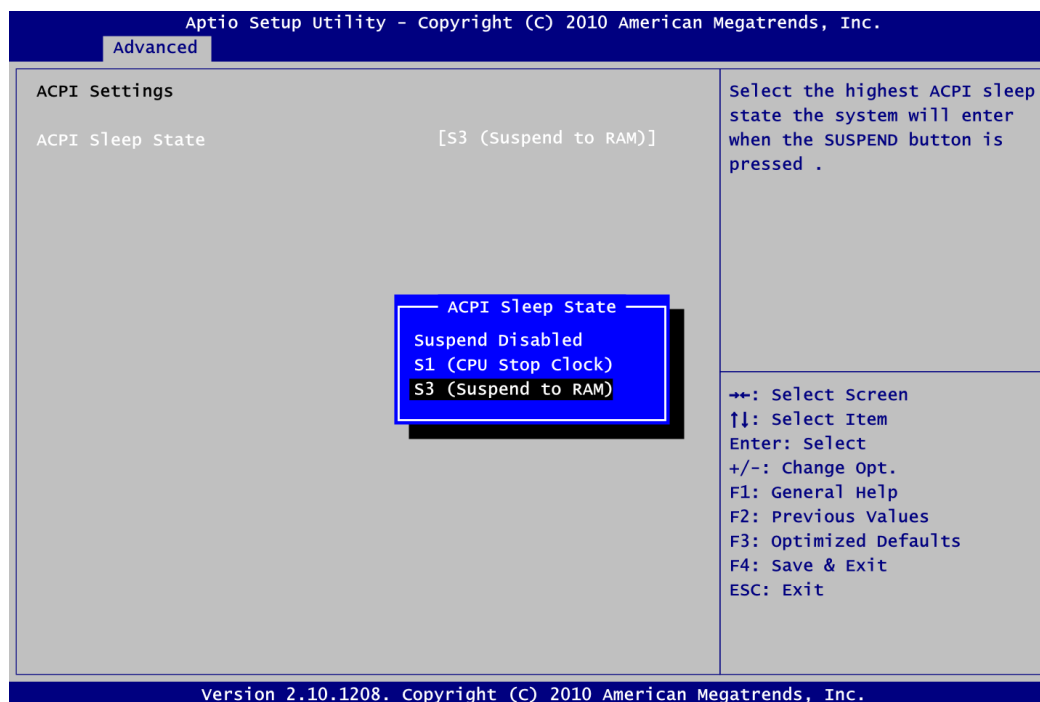 Aptio Setup Utility - Copyright (C) 2010 American Megatrends, Inc.
Advanced
ACPI Settings
ACPI Sleep State [S3 (Suspend to RAM)]
Select the highest ACPI sleep
state the system will enter
when the SUSPEND button is
pressed .
ACPI Sleep State
Suspend Disabled
S1 (CPU Stop Clock)
S3 (Suspend to RAM)
→←: Select Screen
↑↓: Select Item
Enter: Select
+/-: Change Opt.
F1: General Help
F2: Previous Values
F3: Optimized Defaults
F4: Save & Exit
ESC: Exit
Version 2.10.1208. Copyright (C) 2010 American Megatrends, Inc.